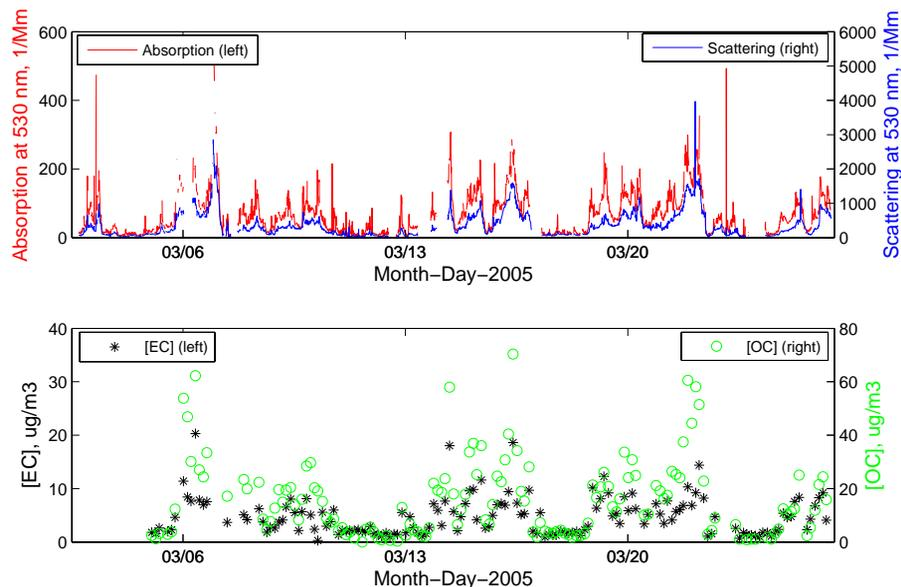 600
400
200
0
Absorption at 530 nm, 1/Mm
Absorption (left)
Scattering (right)
6000
5000
4000
3000
2000
1000
0
Scattering at 530 nm, 1/Mm
03/06
03/13
03/20
Month−Day−2005
40
30
20
10
0
[EC], ug/m3
[EC] (left)
[OC] (right)
80
60
40
20
0
[OC], ug/m3
03/06
03/13
03/20
Month−Day−2005